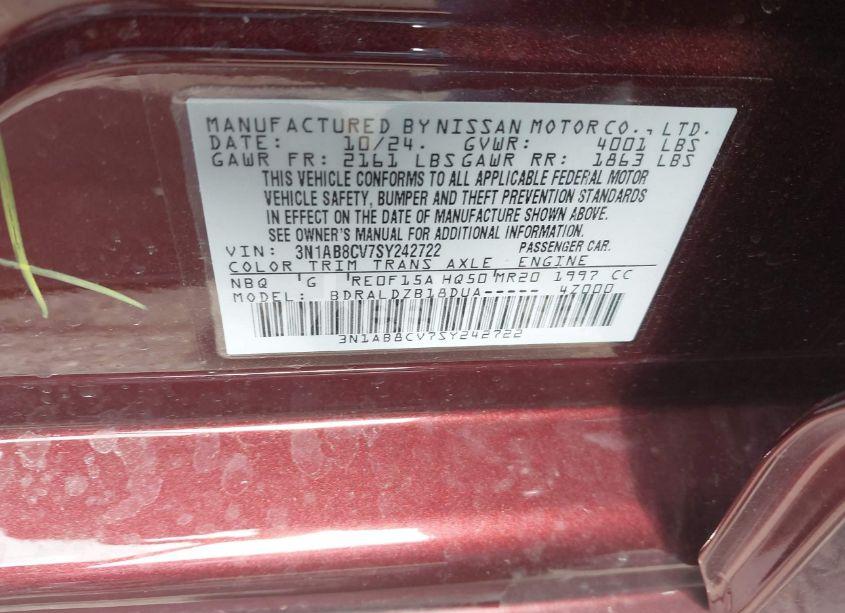 MANUFACTURED BY NISSAN MOTOR CO., LTD.
DATE: 10/24. GVWR: 4001 LBS
GAWR FR: 2161 LBS GAWR RR: 1863 LBS
THIS VEHICLE CONFORMS TO ALL APPLICABLE FEDERAL MOTOR
VEHICLE SAFETY, BUMPER AND THEFT PREVENTION STANDARDS
IN EFFECT ON THE DATE OF MANUFACTURE SHOWN ABOVE.
SEE OWNER'S MANUAL FOR ADDITIONAL INFORMATION.
VIN: 3N1AB8CV7SY242722 PASSENGER CAR.
COLOR TRIM TRANS AXLE ENGINE
NBQ G RE0F15A HQ50 MR20 1997 CC
MODEL: BDRALDZB18DUA----- 47000
3N1AB8CV7SY242722